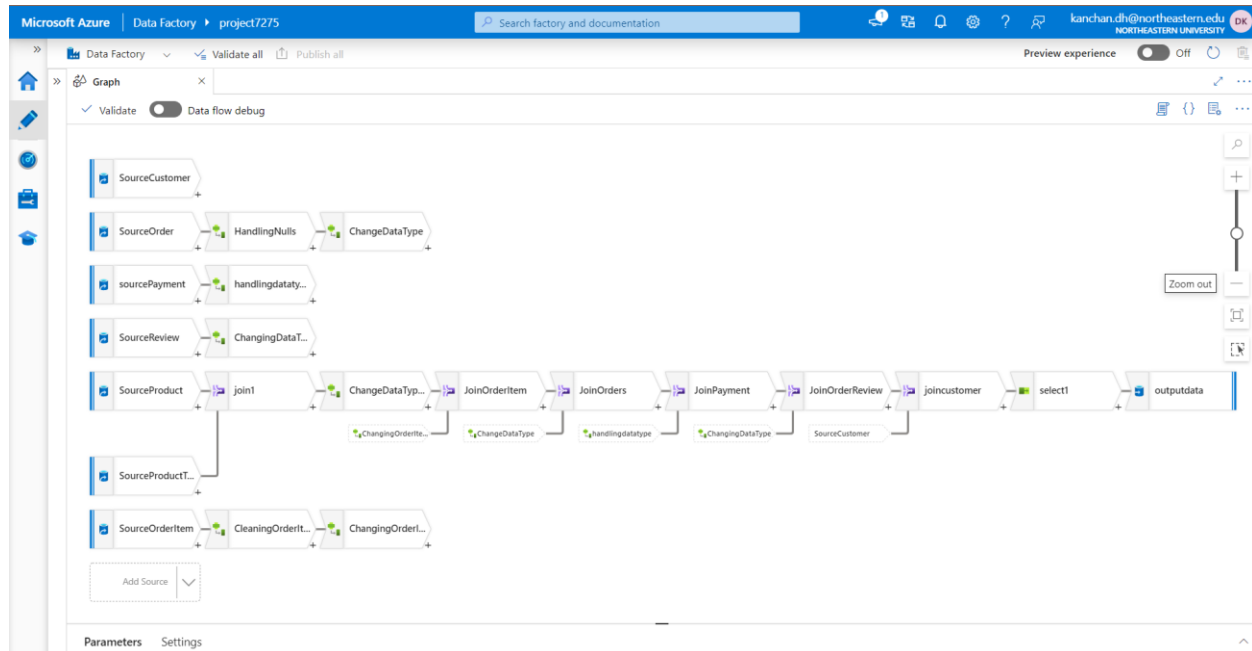 Microsoft Azure Data Factory project7275 Search factory and documentation 1 ? kanchan.dh@northeastern.edu DK
NORTHEASTERN UNIVERSITY
Data Factory Validate all Publish all Preview experience Off
Graph
Validate Data flow debug {}
SourceCustomer
SourceOrder HandlingNulls ChangeDataType
sourcePayment handlingdataty...
Zoom out
SourceReview ChangingDataT...
SourceProduct join1 ChangeDataTyp... JoinOrderItem JoinOrders JoinPayment JoinOrderReview joincustomer select1 outputdata
ChangingOrderIte... ChangeDataType handlingdatatype ChangingDataType SourceCustomer
SourceProductT...
SourceOrderItem CleaningOrderIt... ChangingOrderI...
Add Source
Parameters Settings